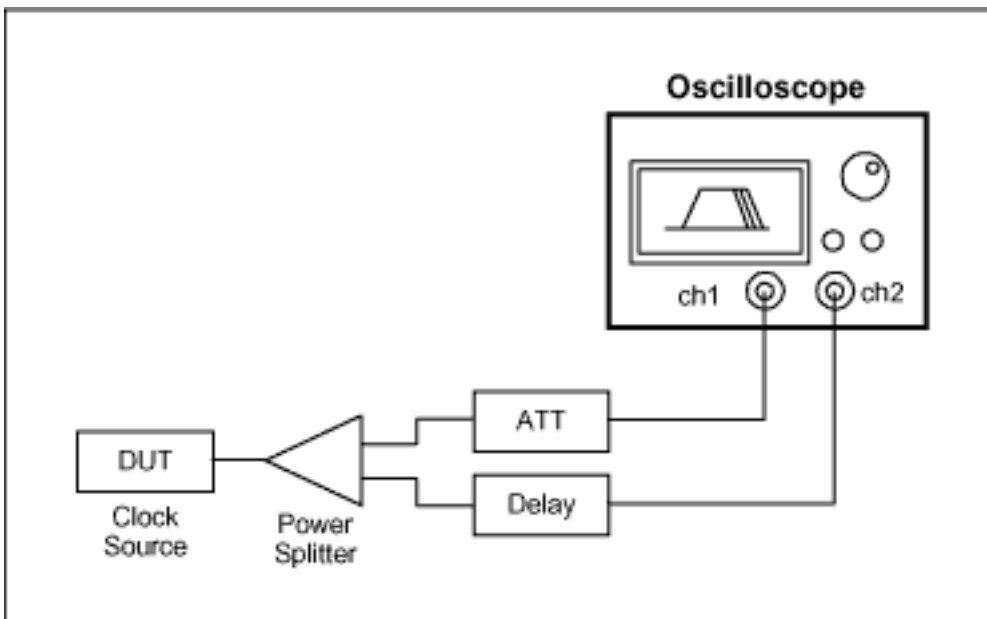 Oscilloscope
ch1
ch2
ATT
DUT
Delay
Clock
Source
Power
Splitter